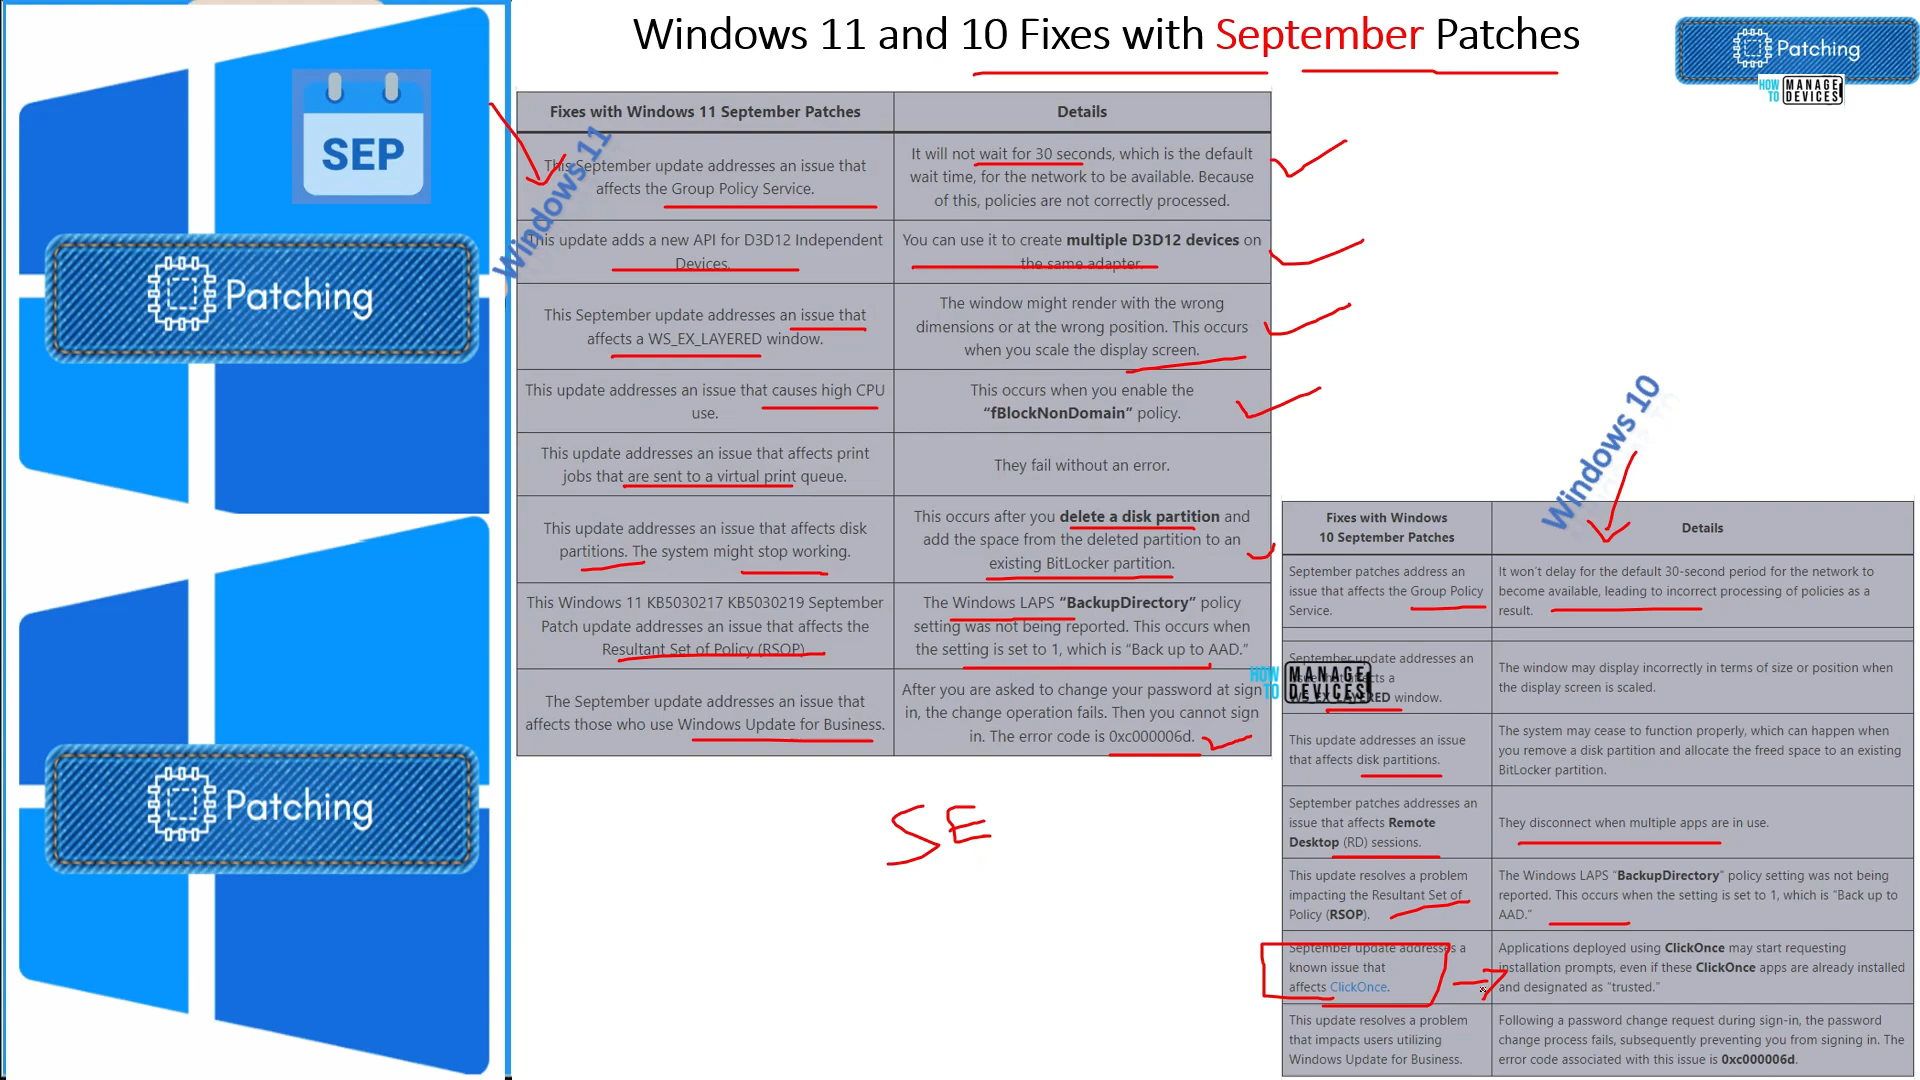 Windows 11 and 10 Fixes with September Patches
Patching
HOW TO MANAGE DEVICES
SEP
Patching
Patching
Windows 11
Fixes with Windows 11 September Patches
Details
This September update addresses an issue that
affects the Group Policy Service.
It will not wait for 30 seconds, which is the default
wait time, for the network to be available. Because
of this, policies are not correctly processed.
This update adds a new API for D3D12 Independent
Devices.
You can use it to create multiple D3D12 devices on
the same adapter.
This September update addresses an issue that
affects a WS_EX_LAYERED window.
The window might render with the wrong
dimensions or at the wrong position. This occurs
when you scale the display screen.
This update addresses an issue that causes high CPU
use.
This occurs when you enable the
“fBlockNonDomain” policy.
This update addresses an issue that affects print
jobs that are sent to a virtual print queue.
They fail without an error.
This update addresses an issue that affects disk
partitions. The system might stop working.
This occurs after you delete a disk partition and
add the space from the deleted partition to an
existing BitLocker partition.
This Windows 11 KB5030217 KB5030219 September
Patch update addresses an issue that affects the
Resultant Set of Policy (RSOP).
The Windows LAPS “BackupDirectory” policy
setting was not being reported. This occurs when
the setting is set to 1, which is “Back up to AAD.”
The September update addresses an issue that
affects those who use Windows Update for Business.
After you are asked to change your password at sign
in, the change operation fails. Then you cannot sign
in. The error code is 0xc000006d.
SE
Windows 10
Fixes with Windows
10 September Patches
Details
September patches address an
issue that affects the Group Policy
Service.
It won't delay for the default 30-second period for the network to
become available, leading to incorrect processing of policies as a
result.
September update addresses an
issue that affects a
WS_EX_LAYERED window.
HOW TO MANAGE DEVICES
The window may display incorrectly in terms of size or position when
the display screen is scaled.
This update addresses an issue
that affects disk partitions.
The system may cease to function properly, which can happen when
you remove a disk partition and allocate the freed space to an existing
BitLocker partition.
September patches addresses an
issue that affects Remote
Desktop (RD) sessions.
They disconnect when multiple apps are in use.
This update resolves a problem
impacting the Resultant Set of
Policy (RSOP).
The Windows LAPS “BackupDirectory” policy setting was not being
reported. This occurs when the setting is set to 1, which is “Back up to
AAD.”
September update addresses a
known issue that
affects ClickOnce.
Applications deployed using ClickOnce may start requesting
installation prompts, even if these ClickOnce apps are already installed
and designated as “trusted.”
This update resolves a problem
that impacts users utilizing
Windows Update for Business.
Following a password change request during sign-in, the password
change process fails, subsequently preventing you from signing in. The
error code associated with this issue is 0xc000006d.